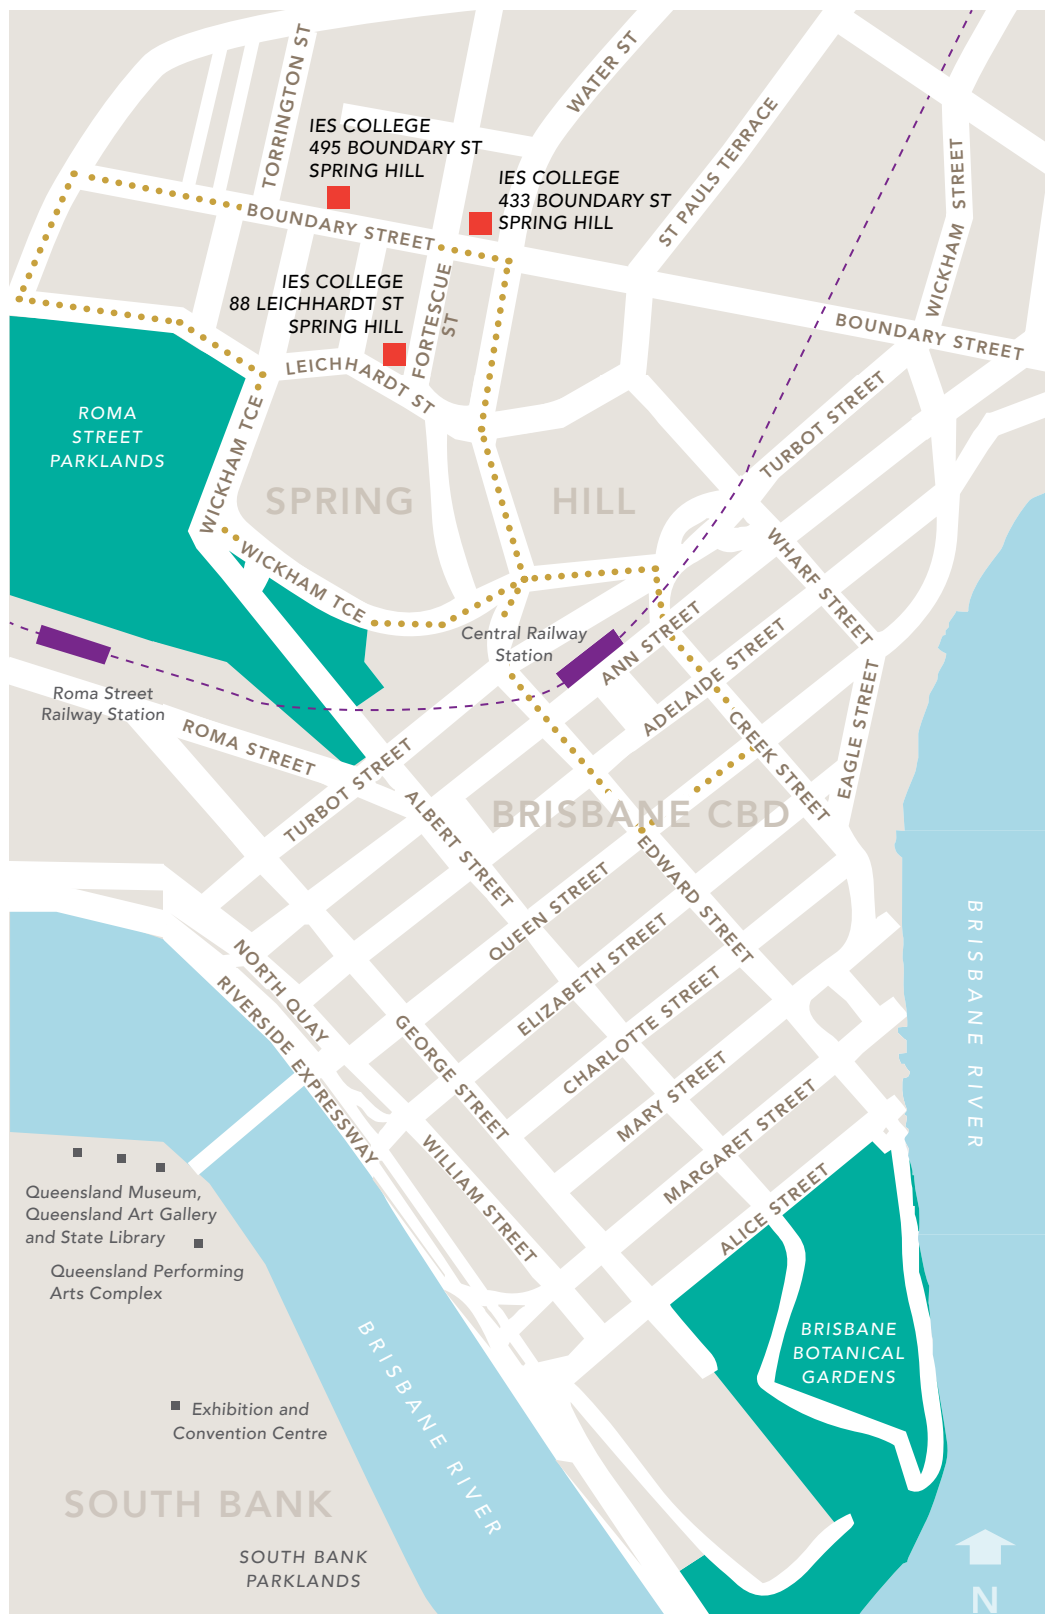 TORRINGTON ST
WATER ST
ST PAULS TERRACE
WICKHAM STREET
IES COLLEGE
495 BOUNDARY ST
SPRING HILL
IES COLLEGE
433 BOUNDARY ST
SPRING HILL
BOUNDARY STREET
IES COLLEGE
88 LEICHHARDT ST
SPRING HILL
FORTESCUE
ST
BOUNDARY STREET
LEICHHARDT ST
TURBOT STREET
ROMA
STREET
PARKLANDS
WICKHAM TCE
SPRING HILL
WICKHAM TCE
WHARF STREET
Central Railway
Station
ANN STREET
ADELAIDE STREET
Roma Street
Railway Station
ROMA STREET
CREEK STREET
EAGLE STREET
TURBOT STREET
ALBERT STREET
BRISBANE CBD
EDWARD STREET
QUEEN STREET
ELIZABETH STREET
BRISBANE RIVER
NORTH QUAY
RIVERSIDE EXPRESSWAY
GEORGE STREET
CHARLOTTE STREET
MARY STREET
MARGARET STREET
WILLIAM STREET
ALICE STREET
Queensland Museum,
Queensland Art Gallery
and State Library
Queensland Performing
Arts Complex
BRISBANE RIVER
BRISBANE
BOTANICAL
GARDENS
Exhibition and
Convention Centre
SOUTH BANK
SOUTH BANK
PARKLANDS
N